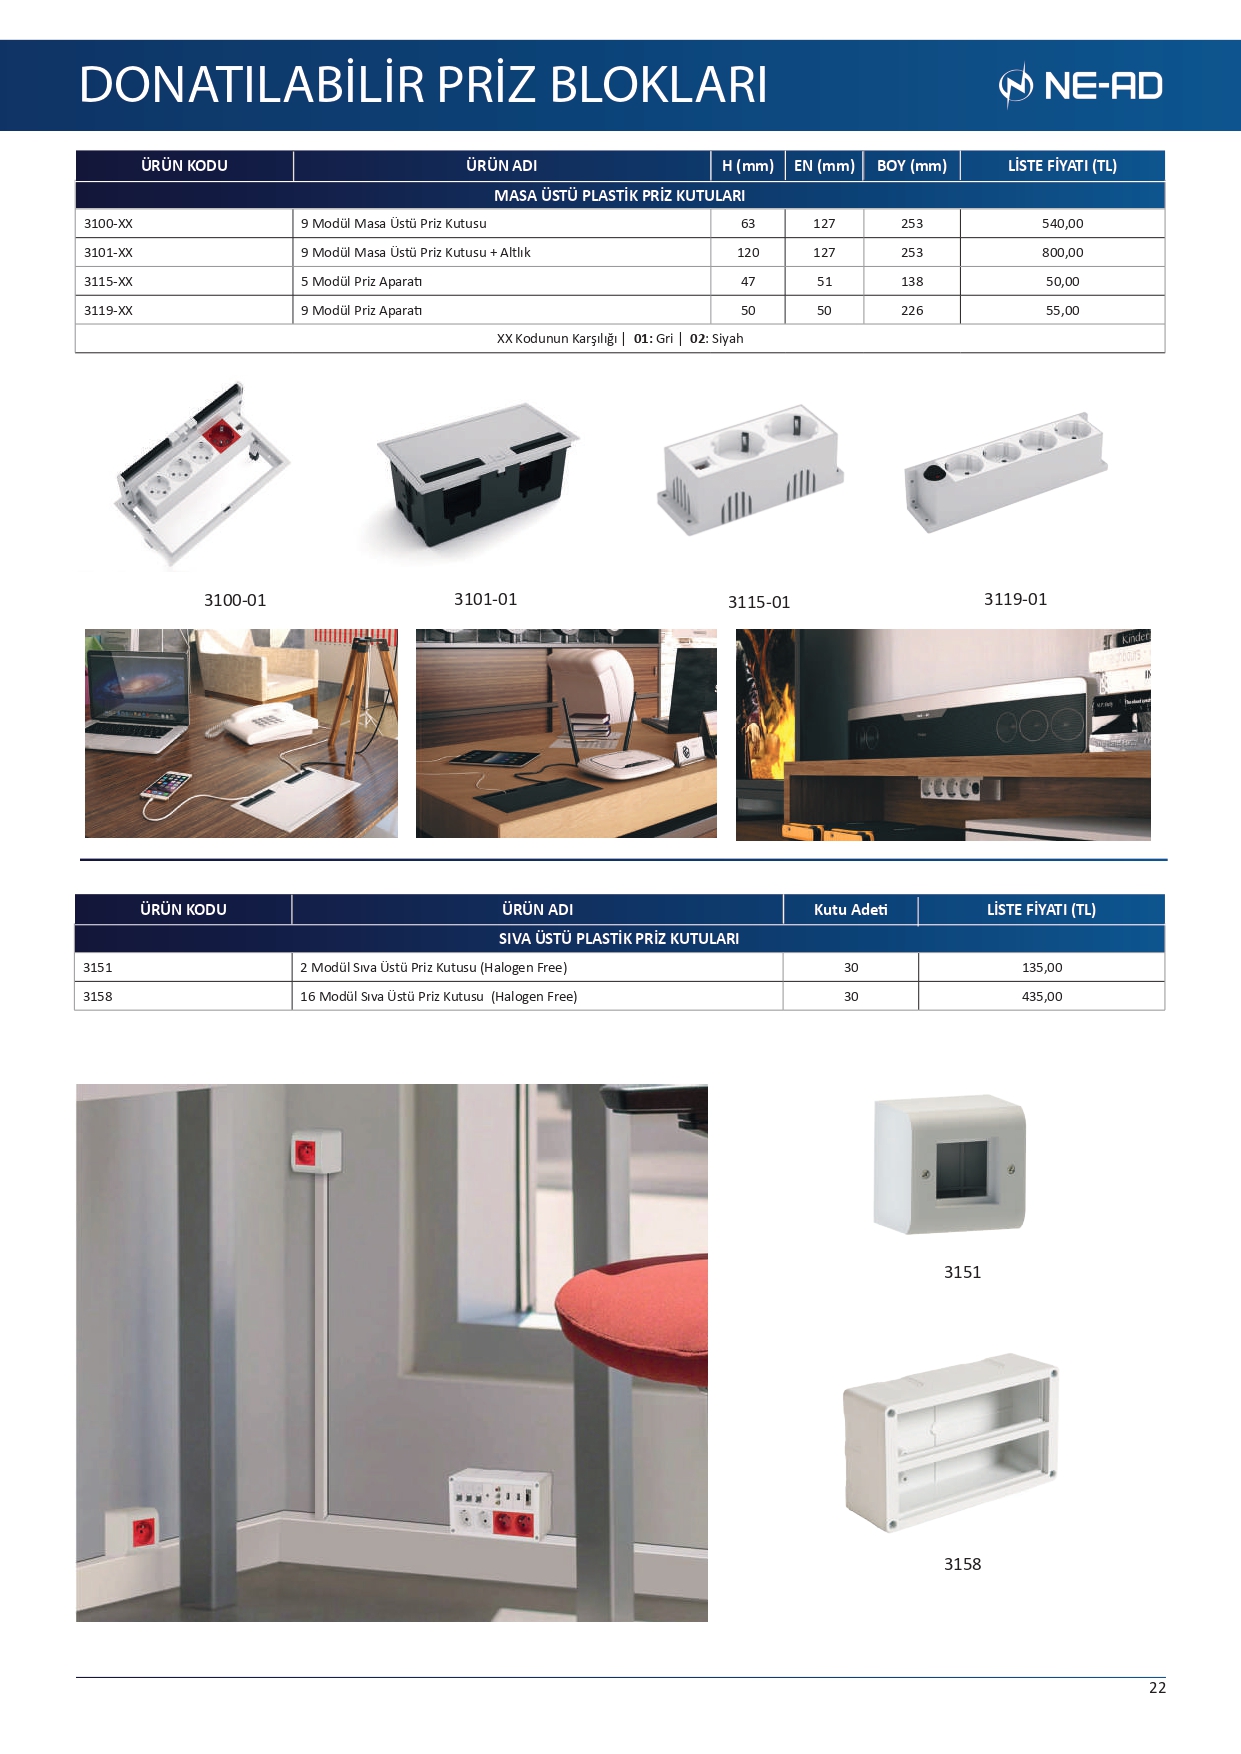 DONATILABİLİR PRİZ BLOKLARI
NE-AD
ÜRÜN KODU ÜRÜN ADI H (mm) EN (mm) BOY (mm) LİSTE FİYATI (TL)
MASA ÜSTÜ PLASTİK PRİZ KUTULARI
3100-XX 9 Modül Masa Üstü Priz Kutusu 63 127 253 540,00
3101-XX 9 Modül Masa Üstü Priz Kutusu + Altlık 120 127 253 800,00
3115-XX 5 Modül Priz Aparatı 47 51 138 50,00
3119-XX 9 Modül Priz Aparatı 50 50 226 55,00
XX Kodunun Karşılığı | 01: Gri | 02: Siyah
3100-01 3101-01 3115-01 3119-01
ÜRÜN KODU ÜRÜN ADI Kutu Adeti LİSTE FİYATI (TL)
SIVA ÜSTÜ PLASTİK PRİZ KUTULARI
3151 2 Modül Sıva Üstü Priz Kutusu (Halogen Free) 30 135,00
3158 16 Modül Sıva Üstü Priz Kutusu (Halogen Free) 30 435,00
3151
3158
22